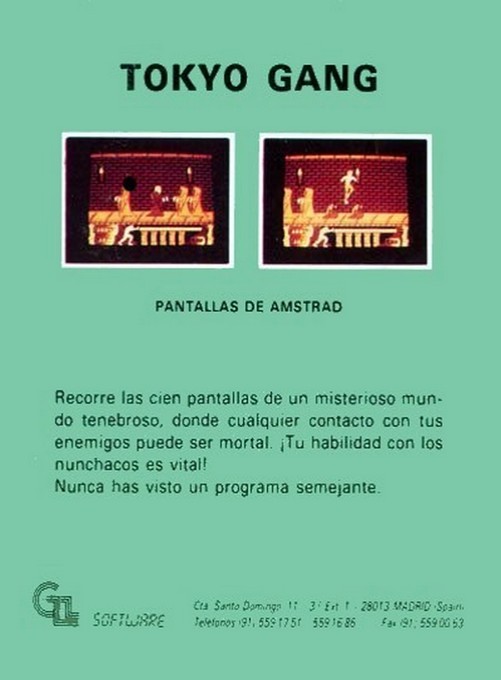 TOKYO GANG
PANTALLAS DE AMSTRAD
Recorre las cien pantallas de un misterioso mun-
do tenebroso, donde cualquier contacto con tus
enemigos puede ser mortal. ¡Tu habilidad con los
nunchacos es vital!
Nunca has visto un programa semejante.
SOFTWARE
Cta. Santo Domingo 11 3.º Ext. 1 - 28013 MADRID (Spain)
Telefonos (91) 559 17 51 559 16 86 Fax (91) 559 00 53